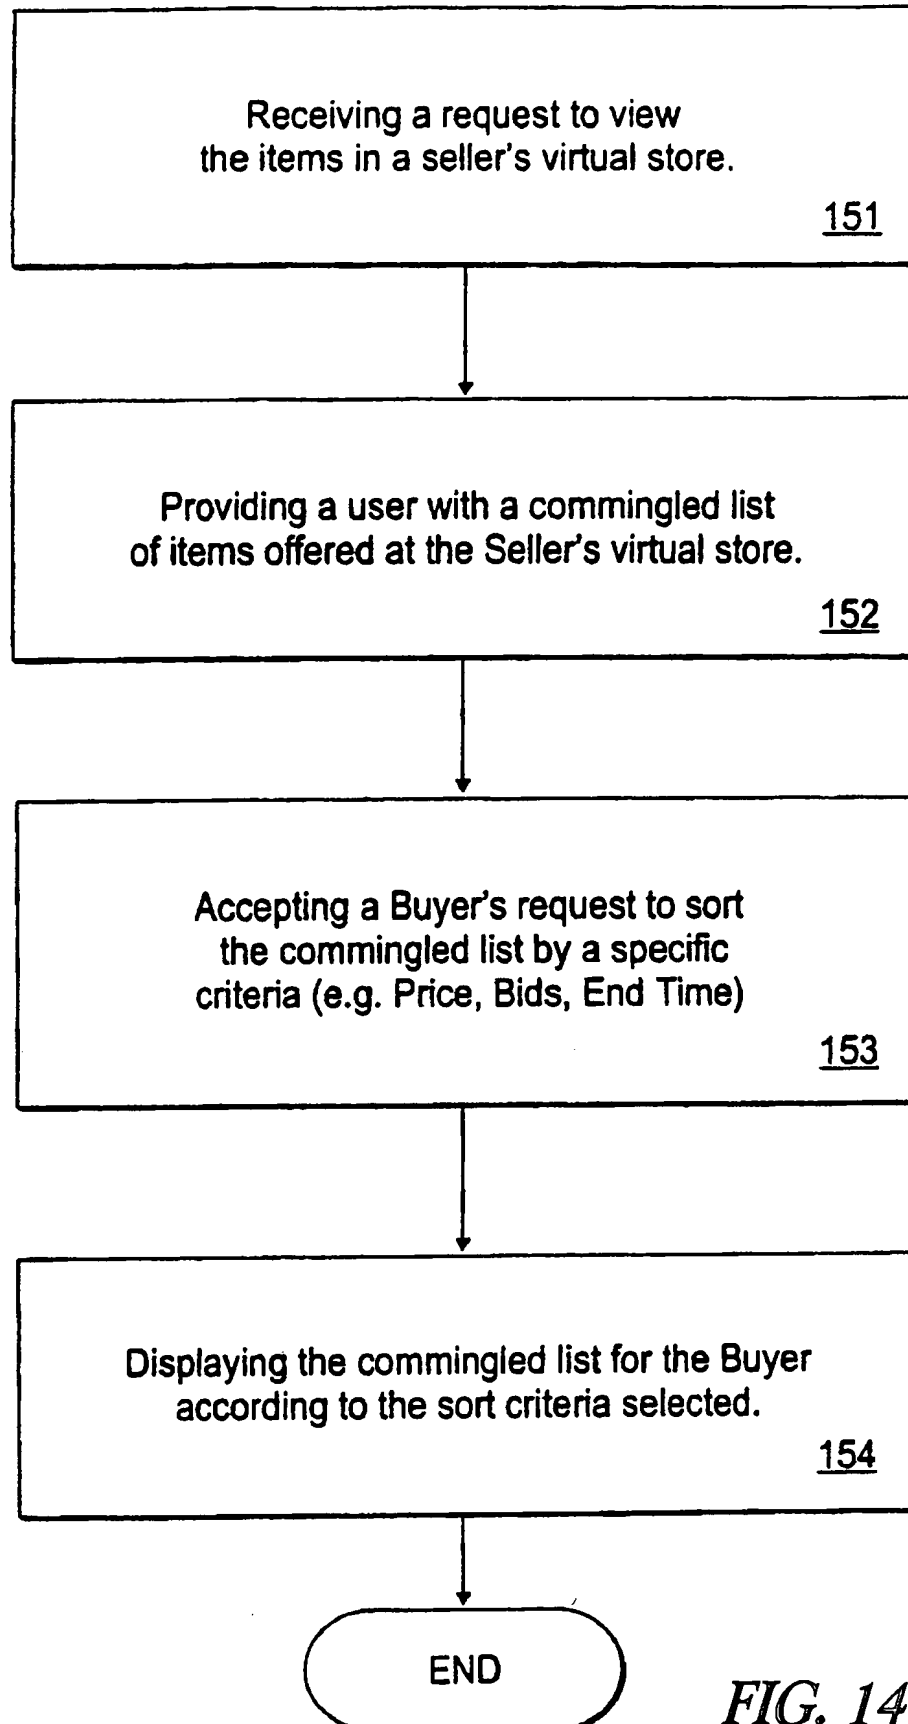 Receiving a request to view
the items in a seller's virtual store.
151
Providing a user with a commingled list
of items offered at the Seller's virtual store.
152
Accepting a Buyer's request to sort
the commingled list by a specific
criteria (e.g. Price, Bids, End Time)
153
Displaying the commingled list for the Buyer
according to the sort criteria selected.
154
END
FIG. 14